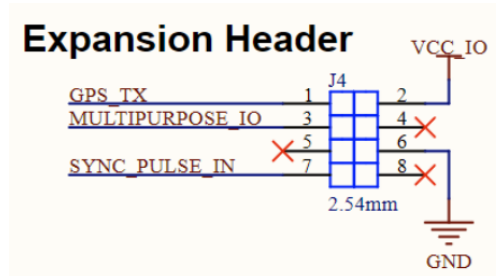 Expansion Header
VCC_IO
J4
GPS_TX 1 2
MULTIPURPOSE_IO 3 4
5 6
SYNC_PULSE_IN 7 8
2.54mm
GND